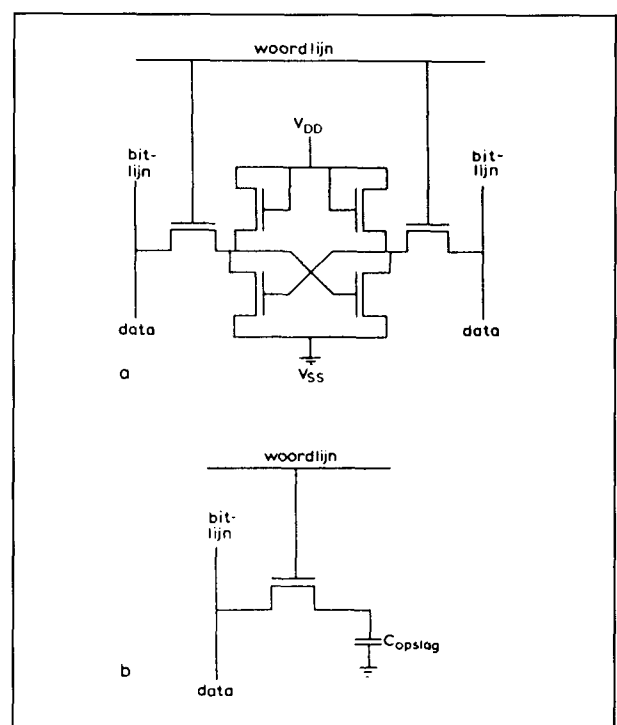 woordlijn
V_DD
bit-
lijn
bit-
lijn
data
data
V_SS
a
woordlijn
bit-
lijn
C_opslag
b
data